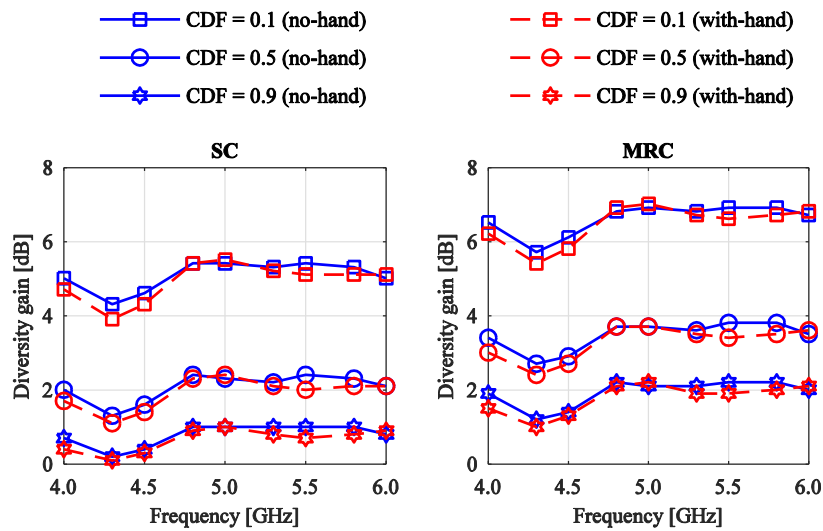 CDF = 0.1 (no-hand)
CDF = 0.5 (no-hand)
CDF = 0.9 (no-hand)
CDF = 0.1 (with-hand)
CDF = 0.5 (with-hand)
CDF = 0.9 (with-hand)
SC
8
6
4
2
0
Diversity gain [dB]
4.0 4.5 5.0 5.5 6.0
Frequency [GHz]
MRC
8
6
4
2
0
Diversity gain [dB]
4.0 4.5 5.0 5.5 6.0
Frequency [GHz]